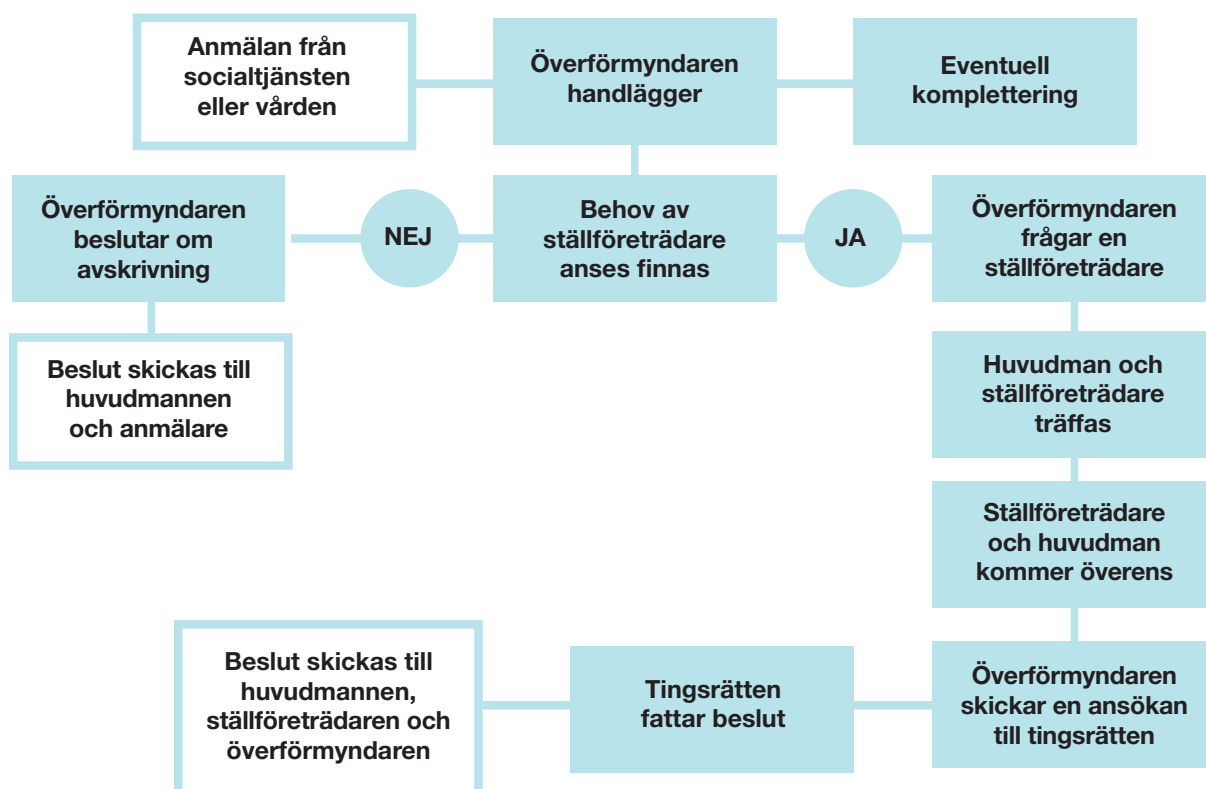 Anmälan från
socialtjänsten
eller vården
Överförmyndaren
handlägger
Eventuell
komplettering
Överförmyndaren
beslutar om
avskrivning
NEJ
Behov av
ställföreträdare
anses finnas
JA
Överförmyndaren
frågar en
ställföreträdare
Beslut skickas till
huvudmannen
och anmälare
Huvudman och
ställföreträdare
träffas
Ställföreträdare
och huvudman
kommer överens
Överförmyndaren
skickar en ansökan
till tingsrätten
Tingsrätten
fattar beslut
Beslut skickas till
huvudmannen,
ställföreträdaren och
överförmyndaren